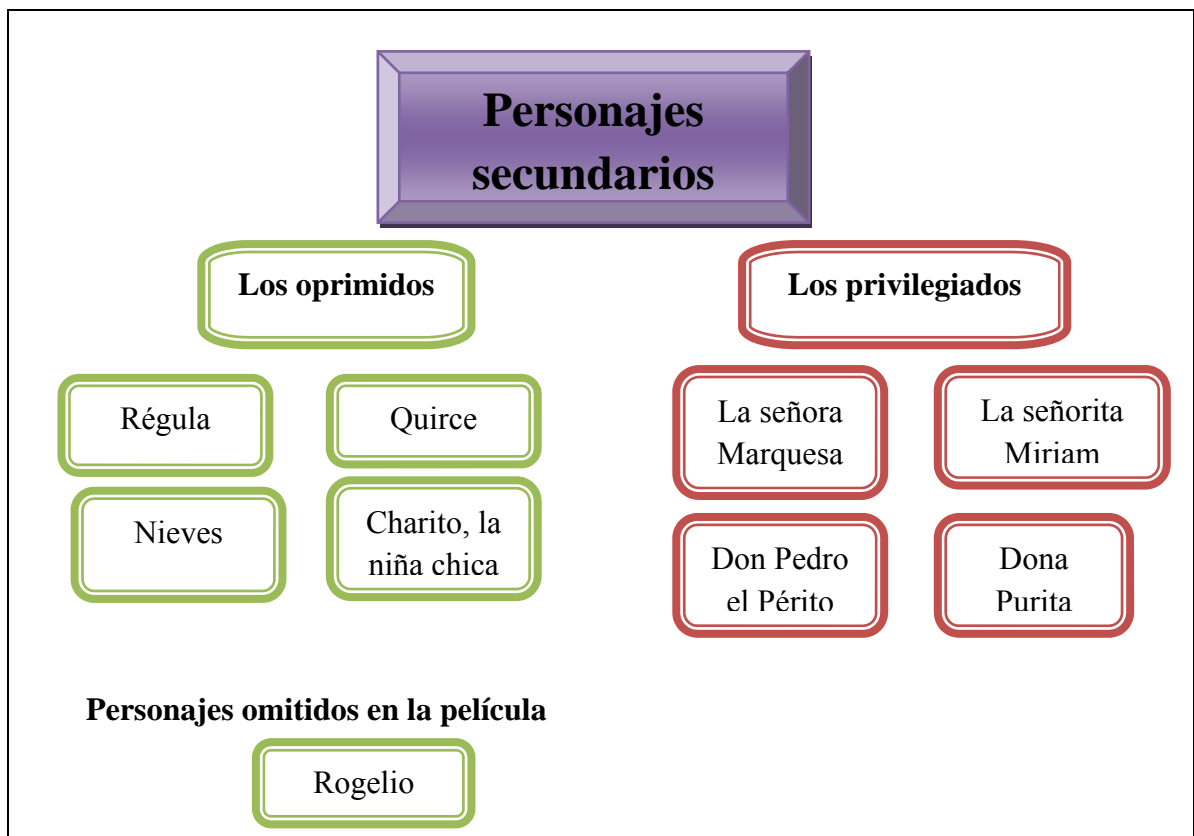 Personajes
secundarios
Los oprimidos
Los privilegiados
Régula
Quirce
La señora
Marquesa
La señorita
Miriam
Nieves
Charito, la
niña chica
Don Pedro
el Périto
Dona
Purita
Personajes omitidos en la película
Rogelio